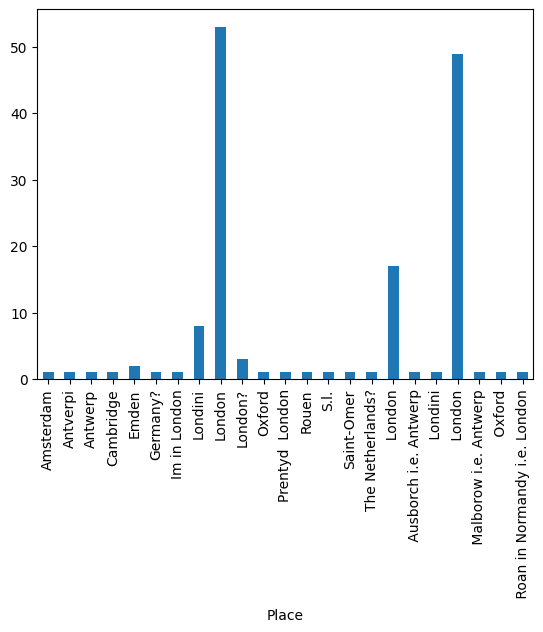 50
40
30
20
10
0
Amsterdam
Antverpi
Antwerp
Cambridge
Emden
Germany?
Im in London
Londini
London
London?
Oxford
Prentyd London
Rouen
S.l.
Saint-Omer
The Netherlands?
London
Ausborch i.e. Antwerp
Londini
London
Malborow i.e. Antwerp
Oxford
Roan in Normandy i.e. London
Place